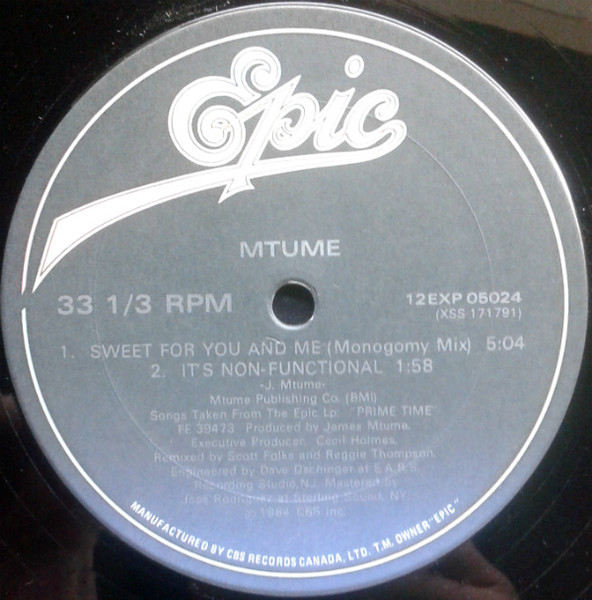 Epic
MTUME
33 1/3 RPM
12EXP 05024
(XSS 171791)
1. SWEET FOR YOU AND ME (Monogomy Mix) 5:04
2. IT'S NON-FUNCTIONAL 1:58
-J. Mtume-
Mtume Publishing Co. (BMI)
Songs Taken From The Epic Lp: "PRIME TIME"
FE 39473 Produced by James Mtume.
Executive Producer: Cecil Holmes.
Remixed by Scott Folks and Reggie Thompson.
Engineered by Dave at E.A.R.S.
Recording Studio, N.J. Mastered by
Jose Rodriguez at Sterling Sound, NY.
1984 CBS Inc.
MANUFACTURED BY CBS RECORDS CANADA, LTD. T.M. OWNER "EPIC"